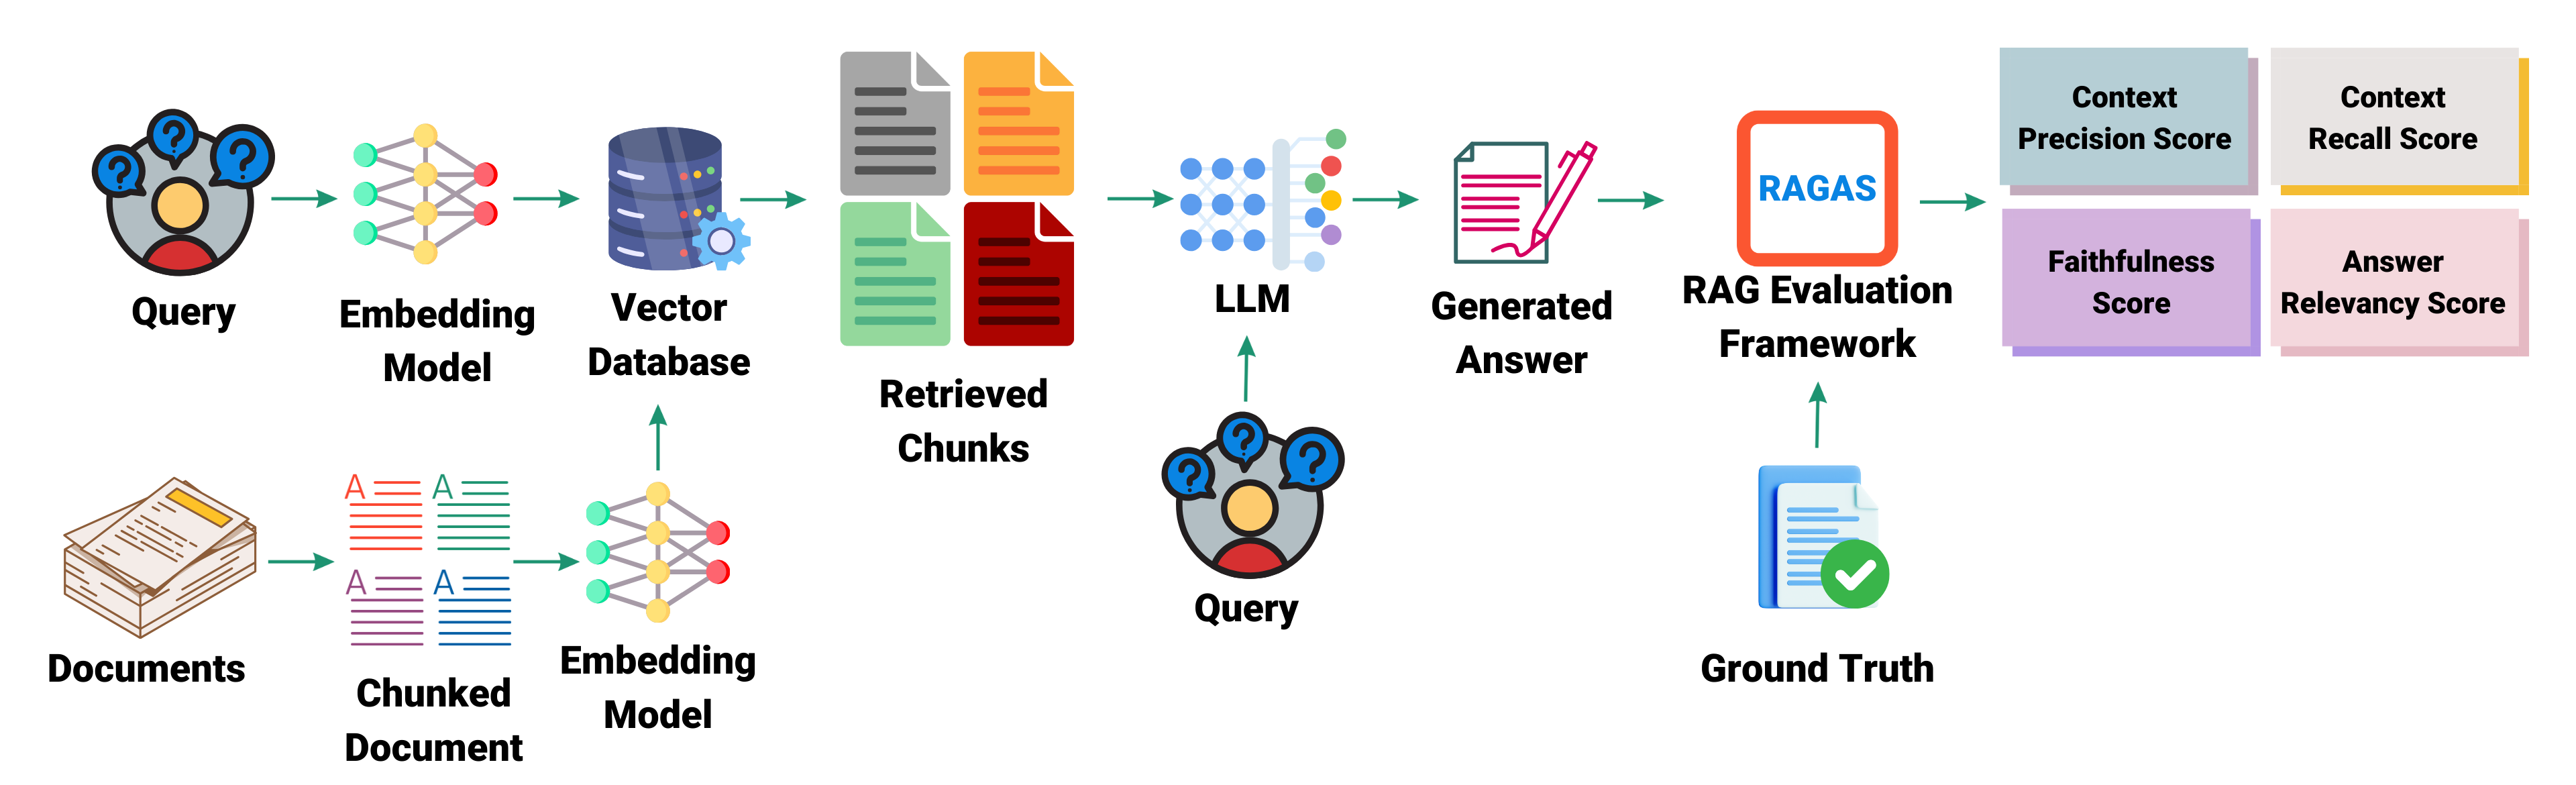 Query
Embedding
Model
Vector
Database
Retrieved
Chunks
LLM
Generated
Answer
RAGAS
RAG Evaluation
Framework
Context
Precision Score
Context
Recall Score
Faithfulness
Score
Answer
Relevancy Score
Documents
A
A
A
A
Chunked
Document
Embedding
Model
Query
Ground Truth